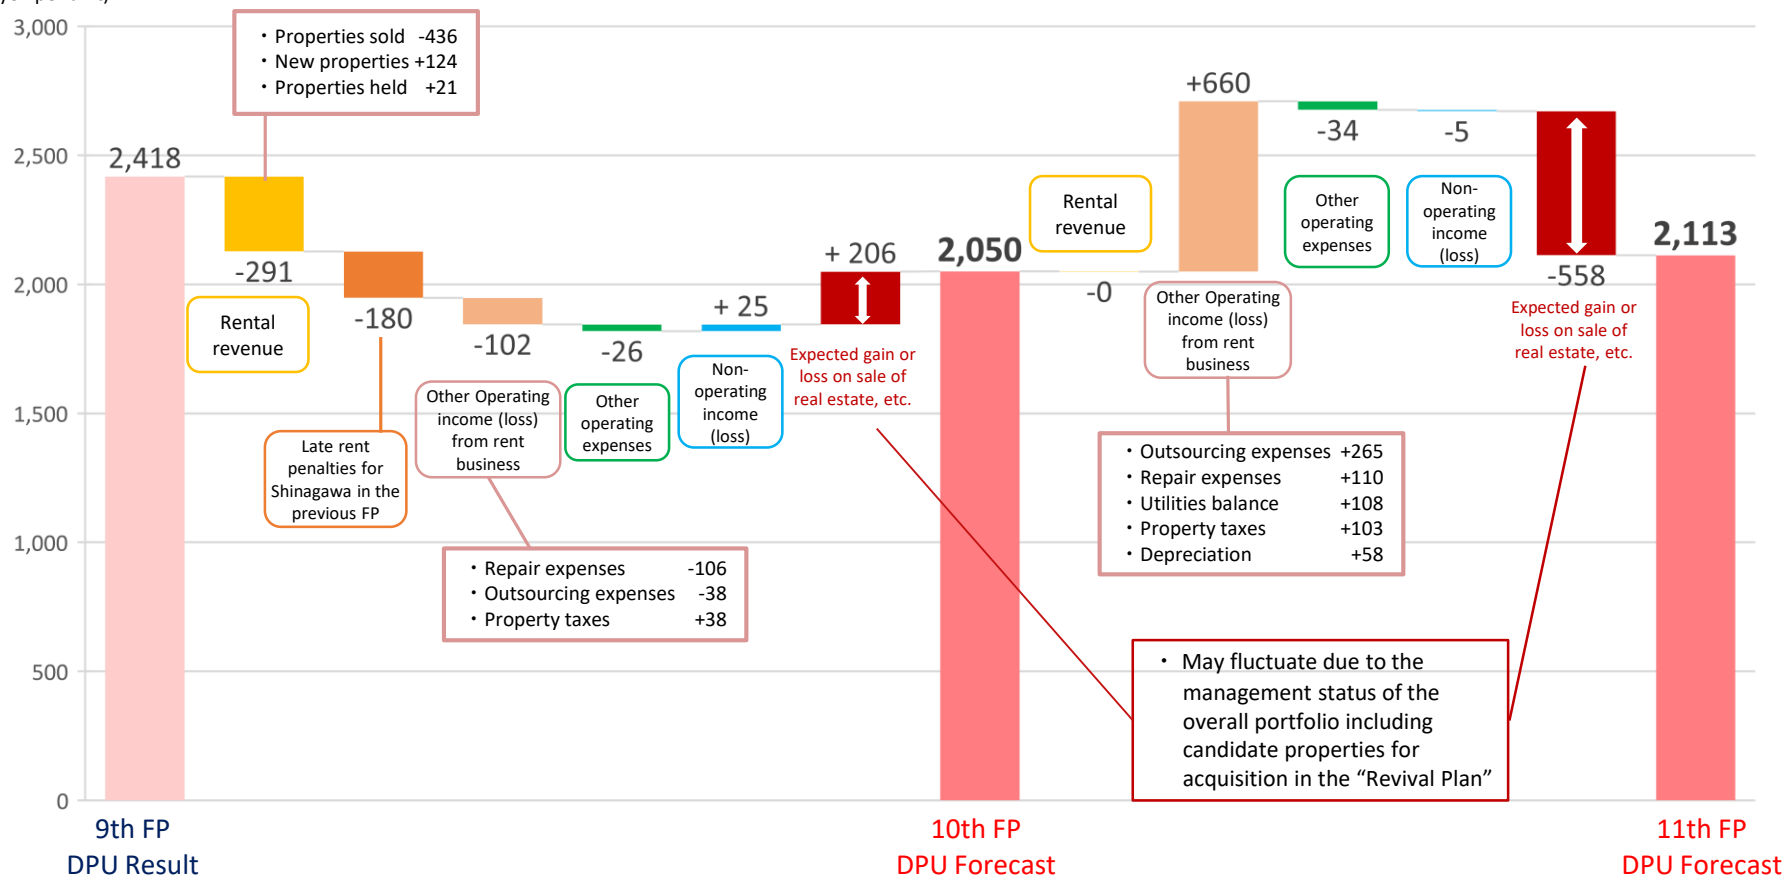 3,000
2,500
2,000
1,500
1,000
500
0
・Properties sold -436
・New properties +124
・Properties held +21
2,418
-291
Rental
revenue
-180
Late rent
penalties for
Shinagawa in the
previous FP
-102
Other Operating
income (loss)
from rent
business
・Repair expenses -106
・Outsourcing expenses -38
・Property taxes +38
-26
Other
operating
expenses
+ 25
Non-
operating
income
(loss)
+ 206
Expected gain or
loss on sale of
real estate, etc.
2,050
-0
Rental
revenue
+660
Other Operating
income (loss)
from rent
business
・Outsourcing expenses +265
・Repair expenses +110
・Utilities balance +108
・Property taxes +103
・Depreciation +58
-34
Other
operating
expenses
-5
Non-
operating
income
(loss)
-558
Expected gain or
loss on sale of
real estate, etc.
2,113
・May fluctuate due to the
management status of the
overall portfolio including
candidate properties for
acquisition in the “Revival Plan”
9th FP
DPU Result
10th FP
DPU Forecast
11th FP
DPU Forecast